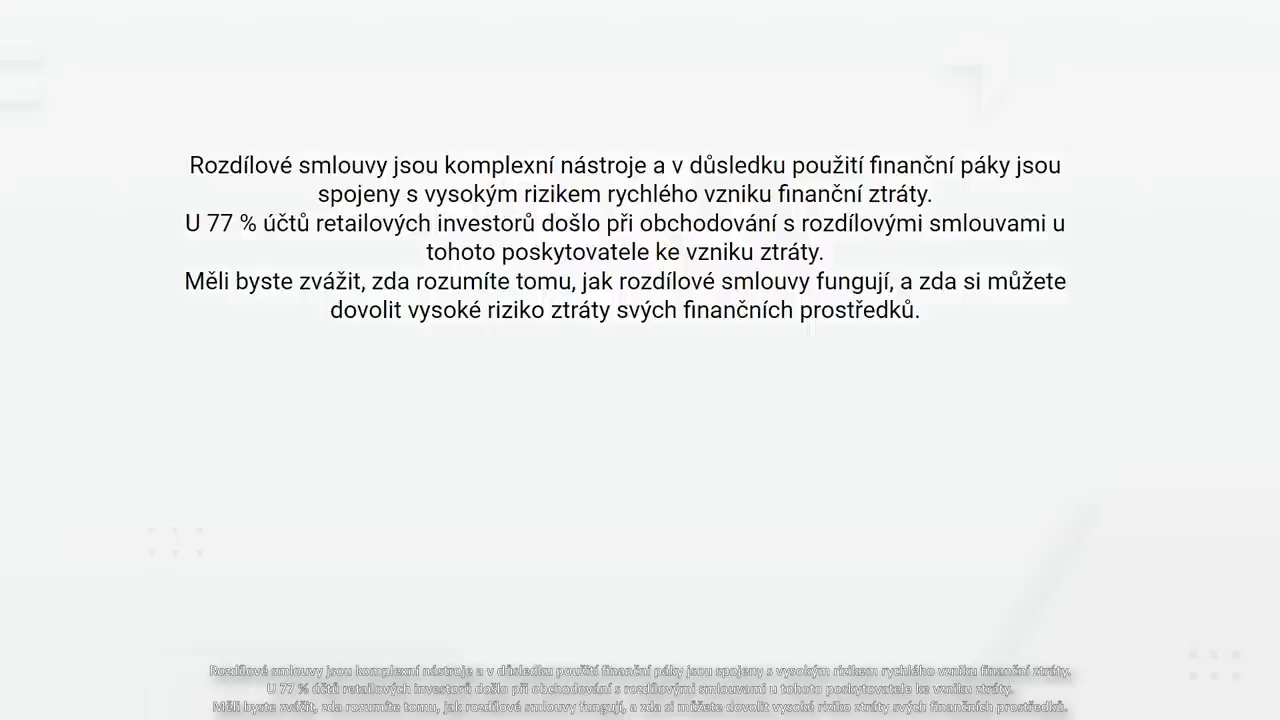 Rozdílové smlouvy jsou komplexní nástroje a v důsledku použití finanční páky jsou
spojeny s vysokým rizikem rychlého vzniku finanční ztráty.
U 77 % účtů retailových investorů došlo při obchodování s rozdílovými smlouvami u
tohoto poskytovatele ke vzniku ztráty.
Měli byste zvážit, zda rozumíte tomu, jak rozdílové smlouvy fungují, a zda si můžete
dovolit vysoké riziko ztráty svých finančních prostředků.
Rozdílové smlouvy jsou komplexní nástroje a v důsledku použití finanční páky jsou spojeny s vysokým rizikem rychlého vzniku finanční ztráty.
U 77 % účtů retailových investorů došlo při obchodování s rozdílovými smlouvami u tohoto poskytovatele ke vzniku ztráty.
Měli byste zvážit, zda rozumíte tomu, jak rozdílové smlouvy fungují, a zda si můžete dovolit vysoké riziko ztráty svých finančních prostředků.